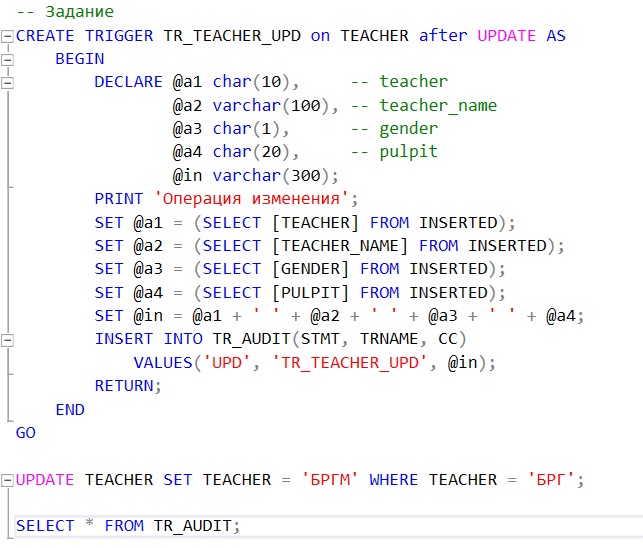 -- Задание
CREATE TRIGGER TR_TEACHER_UPD on TEACHER after UPDATE AS
BEGIN
DECLARE @a1 char(10), -- teacher
@a2 varchar(100), -- teacher_name
@a3 char(1), -- gender
@a4 char(20), -- pulpit
@in varchar(300);
PRINT 'Операция изменения';
SET @a1 = (SELECT [TEACHER] FROM INSERTED);
SET @a2 = (SELECT [TEACHER_NAME] FROM INSERTED);
SET @a3 = (SELECT [GENDER] FROM INSERTED);
SET @a4 = (SELECT [PULPIT] FROM INSERTED);
SET @in = @a1 + ' ' + @a2 + ' ' + @a3 + ' ' + @a4;
INSERT INTO TR_AUDIT(STMT, TRNAME, CC)
VALUES('UPD', 'TR_TEACHER_UPD', @in);
RETURN;
END
GO
UPDATE TEACHER SET TEACHER = 'БРГМ' WHERE TEACHER = 'БРГ';
SELECT * FROM TR_AUDIT;